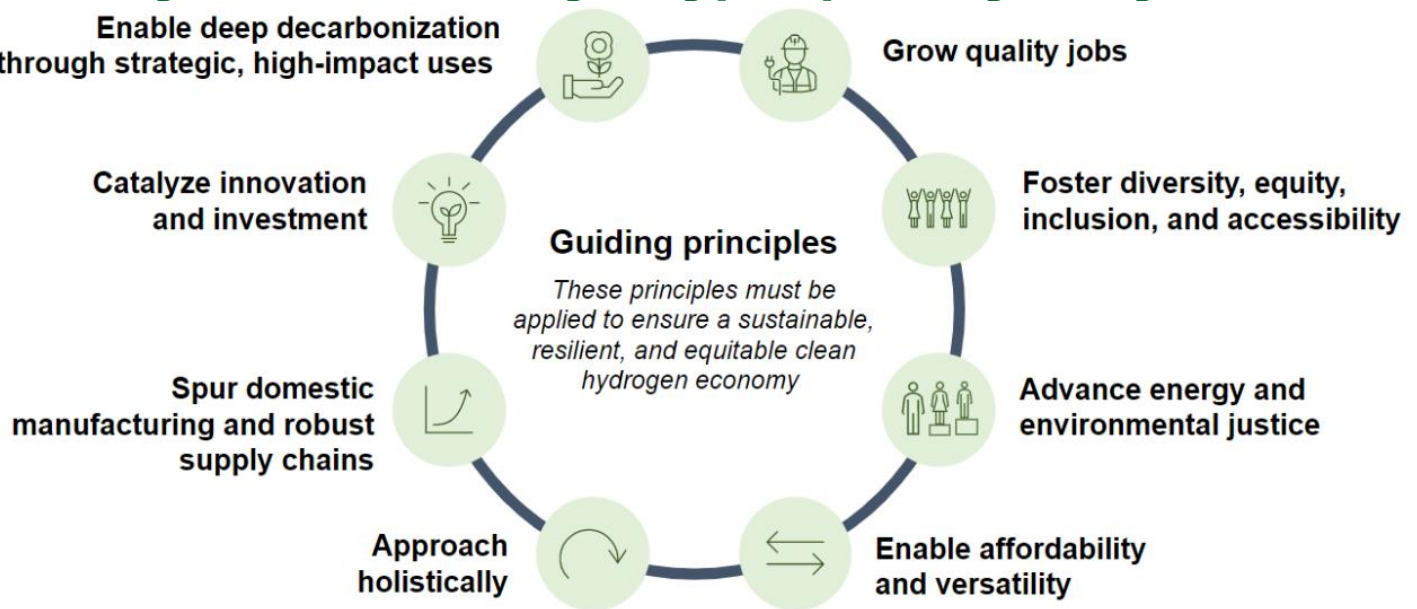 Enable deep decarbonization
through strategic, high-impact uses
Grow quality jobs
Catalyze innovation
and investment
Foster diversity, equity,
inclusion, and accessibility
Guiding principles
These principles must be
applied to ensure a sustainable,
resilient, and equitable clean
hydrogen economy
Spur domestic
manufacturing and robust
supply chains
Advance energy and
environmental justice
Approach
holistically
Enable affordability
and versatility